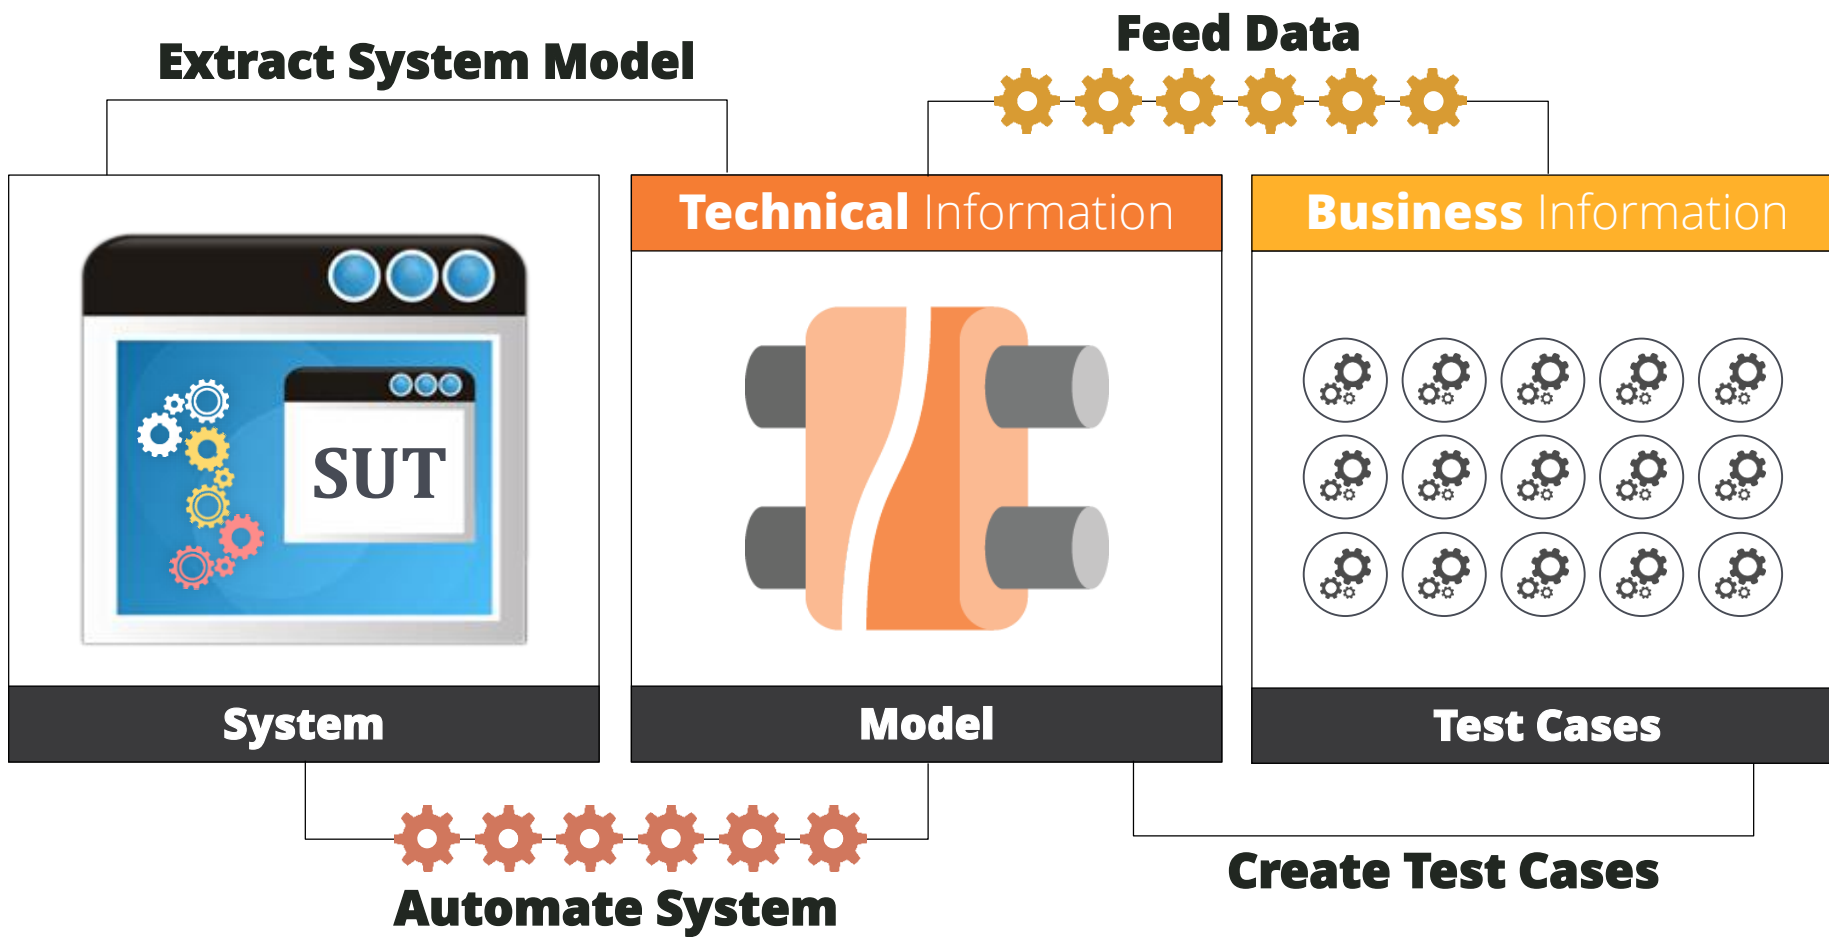 Extract System Model
Feed Data
Technical Information
Business Information
SUT
System
Model
Test Cases
Automate System
Create Test Cases